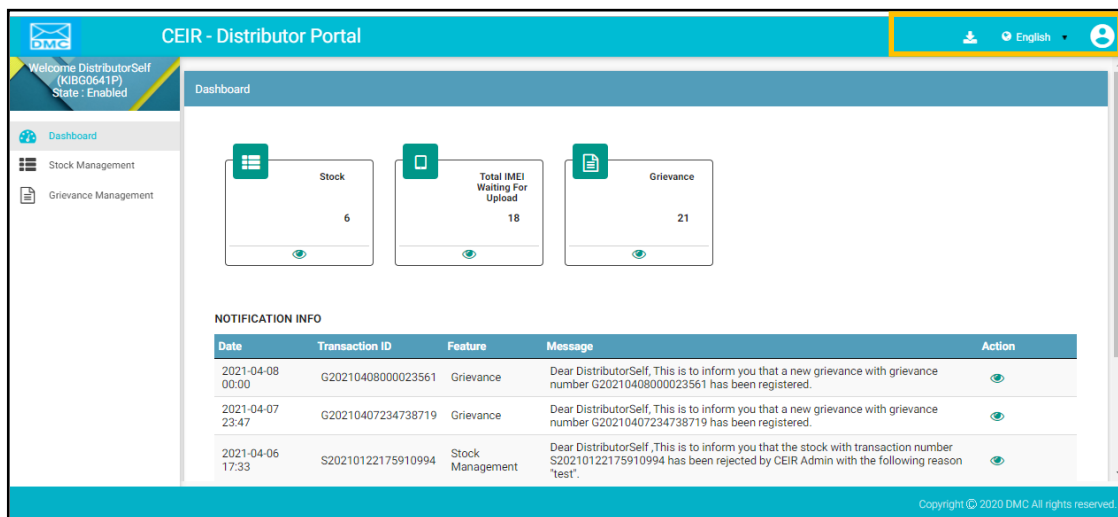 DMC
CEIR - Distributor Portal
English
Welcome DistributorSelf
(KIBG0641P)
State : Enabled
Dashboard
Stock Management
Grievance Management
Dashboard
Stock
6
Total IMEI
Waiting For
Upload
18
Grievance
21
NOTIFICATION INFO
Date Transaction ID Feature Message Action
2021-04-08
00:00
G20210408000023561
Grievance
Dear DistributorSelf, This is to inform you that a new grievance with grievance
number G20210408000023561 has been registered.
2021-04-07
23:47
G20210407234738719
Grievance
Dear DistributorSelf, This is to inform you that a new grievance with grievance
number G20210407234738719 has been registered.
2021-04-06
17:33
S20210122175910994
Stock
Management
Dear DistributorSelf ,This is to inform you that the stock with transaction number
S20210122175910994 has been rejected by CEIR Admin with the following reason
"test".
Copyright © 2020 DMC All rights reserved.